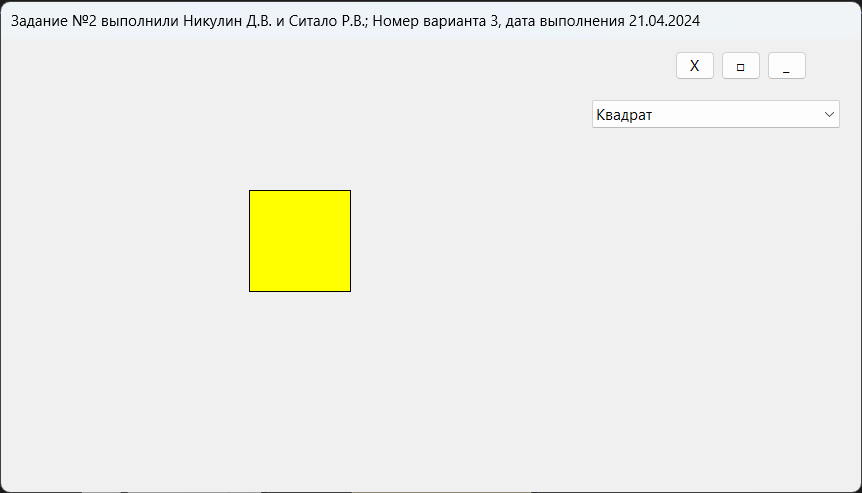 Задание №2 выполнили Никулин Д.В. и Ситало Р.В.; Номер варианта 3, дата выполнения 21.04.2024
X □ _
Квадрат